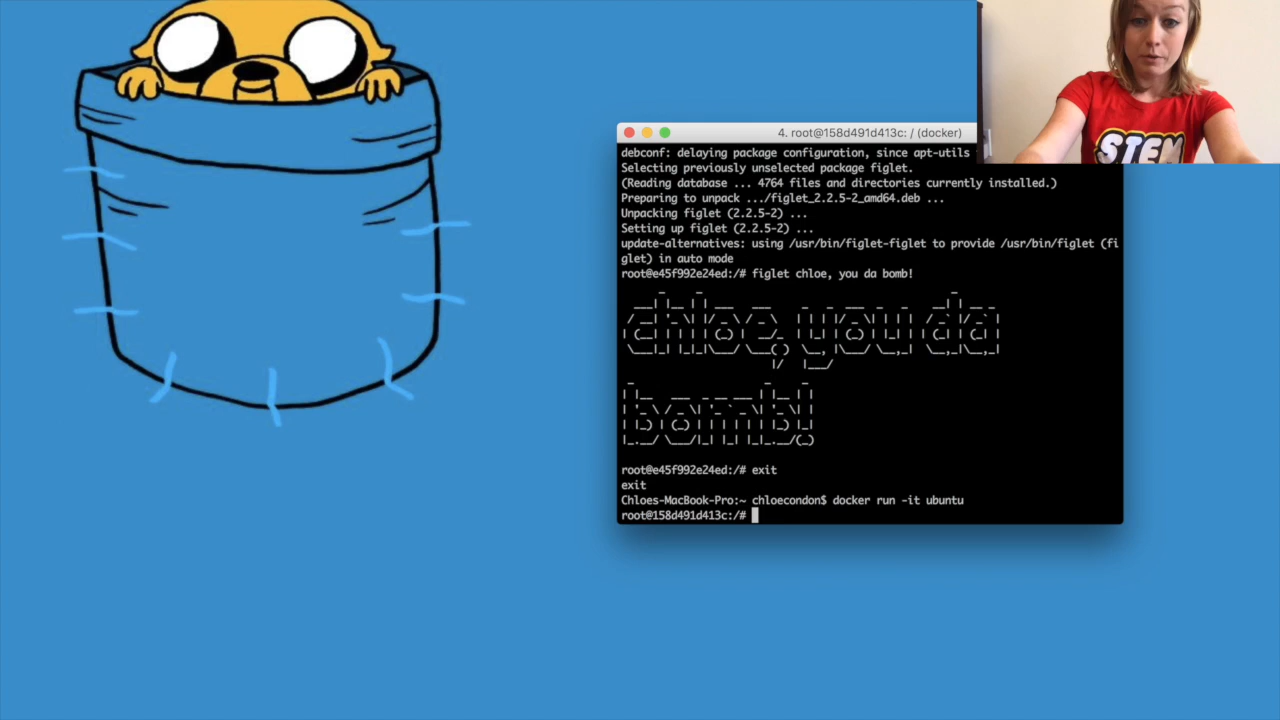 4. root@158d491d413c: / (docker)
debconf: delaying package configuration, since apt-utils
Selecting previously unselected package figlet.
(Reading database ... 4764 files and directories currently installed.)
Preparing to unpack .../figlet_2.2.5-2_amd64.deb ...
Unpacking figlet (2.2.5-2) ...
Setting up figlet (2.2.5-2) ...
update-alternatives: using /usr/bin/figlet-figlet to provide /usr/bin/figlet (fi
glet) in auto mode
root@e45f992e24ed:/# figlet chloe, you da bomb!
chloe, you da
bomb!
root@e45f992e24ed:/# exit
exit
Chloes-MacBook-Pro:~ chloecondon$ docker run -it ubuntu
root@158d491d413c:/#
STEM